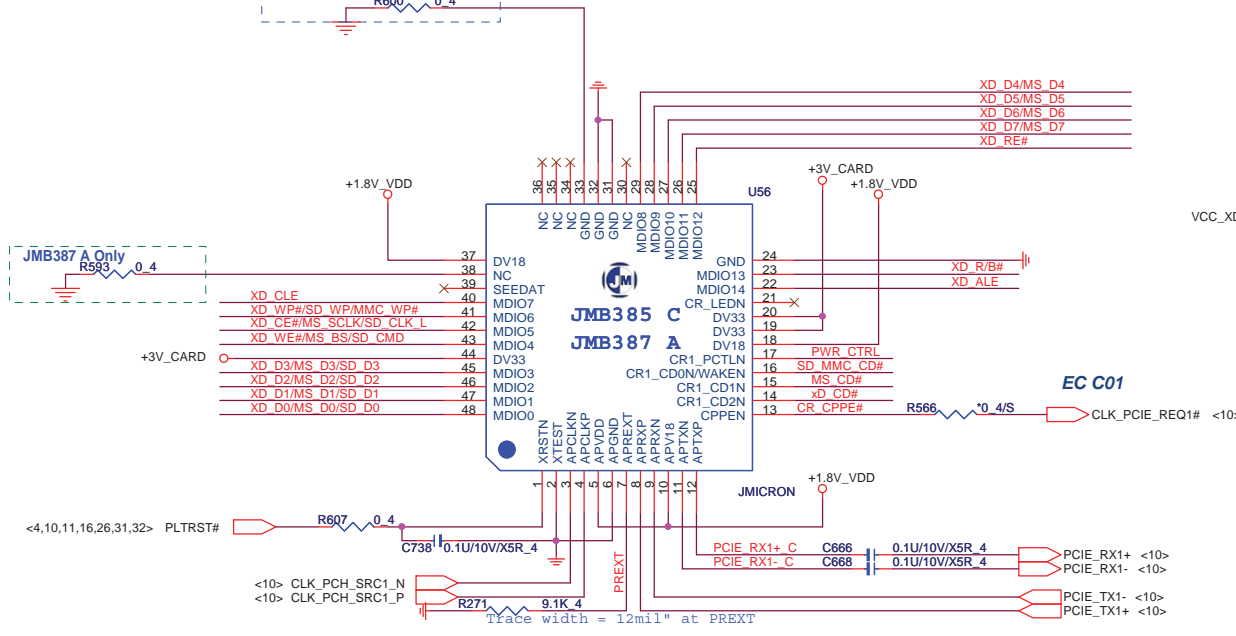 R600 0_4
XD_D4/MS_D4
XD_D5/MS_D5
XD_D6/MS_D6
XD_D7/MS_D7
XD_RE#
+3V_CARD
+1.8V_VDD
+1.8V_VDD
U56
VCC_XD
36 35 34 33 32 31 30 29 28 27 26 25
NC NC NC GND GND GND NC MDIO8 MDIO9 MDIO10 MDIO11 MDIO12
JMB387 A Only
R593 0_4
37 DV18
38 NC
39 SEEDAT
XD_CLE 40 MDIO7
XD_WP#/SD_WP/MMC_WP# 41 MDIO6
XD_CE#/MS_SCLK/SD_CLK_L 42 MDIO5
XD_WE#/MS_BS/SD_CMD 43 MDIO4
+3V_CARD 44 DV33
XD_D3/MS_D3/SD_D3 45 MDIO3
XD_D2/MS_D2/SD_D2 46 MDIO2
XD_D1/MS_D1/SD_D1 47 MDIO1
XD_D0/MS_D0/SD_D0 48 MDIO0
JM
JMB385 C
JMB387 A
GND 24
MDIO13 23 XD_R/B#
MDIO14 22 XD_ALE
CR_LEDN 21
DV33 20
DV33 19
DV18 18
CR1_PCTLN 17 PWR_CTRL
CR1_CD0N/WAKEN 16 SD_MMC_CD#
CR1_CD1N 15 MS_CD#
CR1_CD2N 14 xD_CD#
CPPEN 13 CR_CPPE#
EC C01
R566 *0_4/S
CLK_PCIE_REQ1# <10>
XRSTN XTEST APCLKN APCLKP APVDD APGND APREXT APRXP APRXN APV18 APTXN APTXP
1 2 3 4 5 6 7 8 9 10 11 12
JMICRON
+1.8V_VDD
<4,10,11,16,26,31,32> PLTRST#
R607 0_4
C738 0.1U/10V/X5R_4
PCIE_RX1+_C C666 0.1U/10V/X5R_4 PCIE_RX1+ <10>
PCIE_RX1-_C C668 0.1U/10V/X5R_4 PCIE_RX1- <10>
<10> CLK_PCH_SRC1_N
<10> CLK_PCH_SRC1_P
PREXT
PCIE_TX1- <10>
PCIE_TX1+ <10>
R271 9.1K_4
Trace width = 12mil" at PREXT